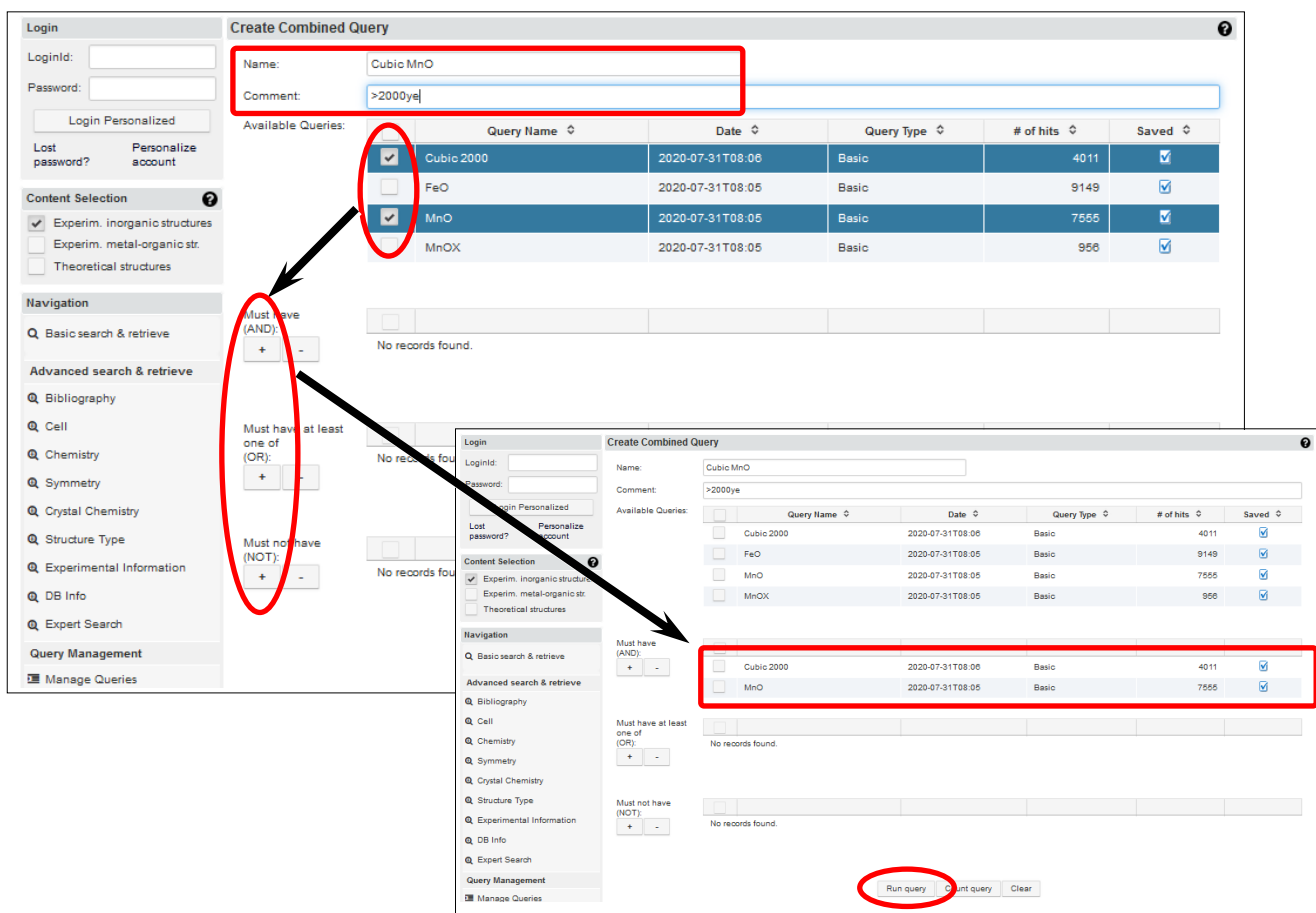 Login
LoginId:
Password:
Login Personalized
Lost password?
Personalize account
Content Selection
Experim. inorganic structures
Experim. metal-organic str.
Theoretical structures
Navigation
Basic search & retrieve
Advanced search & retrieve
Bibliography
Cell
Chemistry
Symmetry
Crystal Chemistry
Structure Type
Experimental Information
DB Info
Expert Search
Query Management
Manage Queries
Create Combined Query
Name: Cubic MnO
Comment: >2000ye
Available Queries:
Query Name Date Query Type # of hits Saved
Cubic 2000 2020-07-31T08:06 Basic 4011
FeO 2020-07-31T08:05 Basic 9149
MnO 2020-07-31T08:05 Basic 7555
MnOX 2020-07-31T08:05 Basic 956
Must have
(AND):
+ -
No records found.
Must have at least
one of
(OR):
+ -
No records fou
Must not have
(NOT):
+ -
No records fou
Login
LoginId:
Password:
Login Personalized
Lost password?
Personalize account
Content Selection
Experim. inorganic structures
Experim. metal-organic str.
Theoretical structures
Navigation
Basic search & retrieve
Advanced search & retrieve
Bibliography
Cell
Chemistry
Symmetry
Crystal Chemistry
Structure Type
Experimental Information
DB Info
Expert Search
Query Management
Manage Queries
Create Combined Query
Name: Cubic MnO
Comment: >2000ye
Available Queries:
Query Name Date Query Type # of hits Saved
Cubic 2000 2020-07-31T08:06 Basic 4011
FeO 2020-07-31T08:05 Basic 9149
MnO 2020-07-31T08:05 Basic 7555
MnOX 2020-07-31T08:05 Basic 956
Must have
(AND):
+ -
Cubic 2000 2020-07-31T08:06 Basic 4011
MnO 2020-07-31T08:05 Basic 7555
Must have at least
one of
(OR):
+ -
No records found.
Must not have
(NOT):
+ -
No records found.
Run query Count query Clear